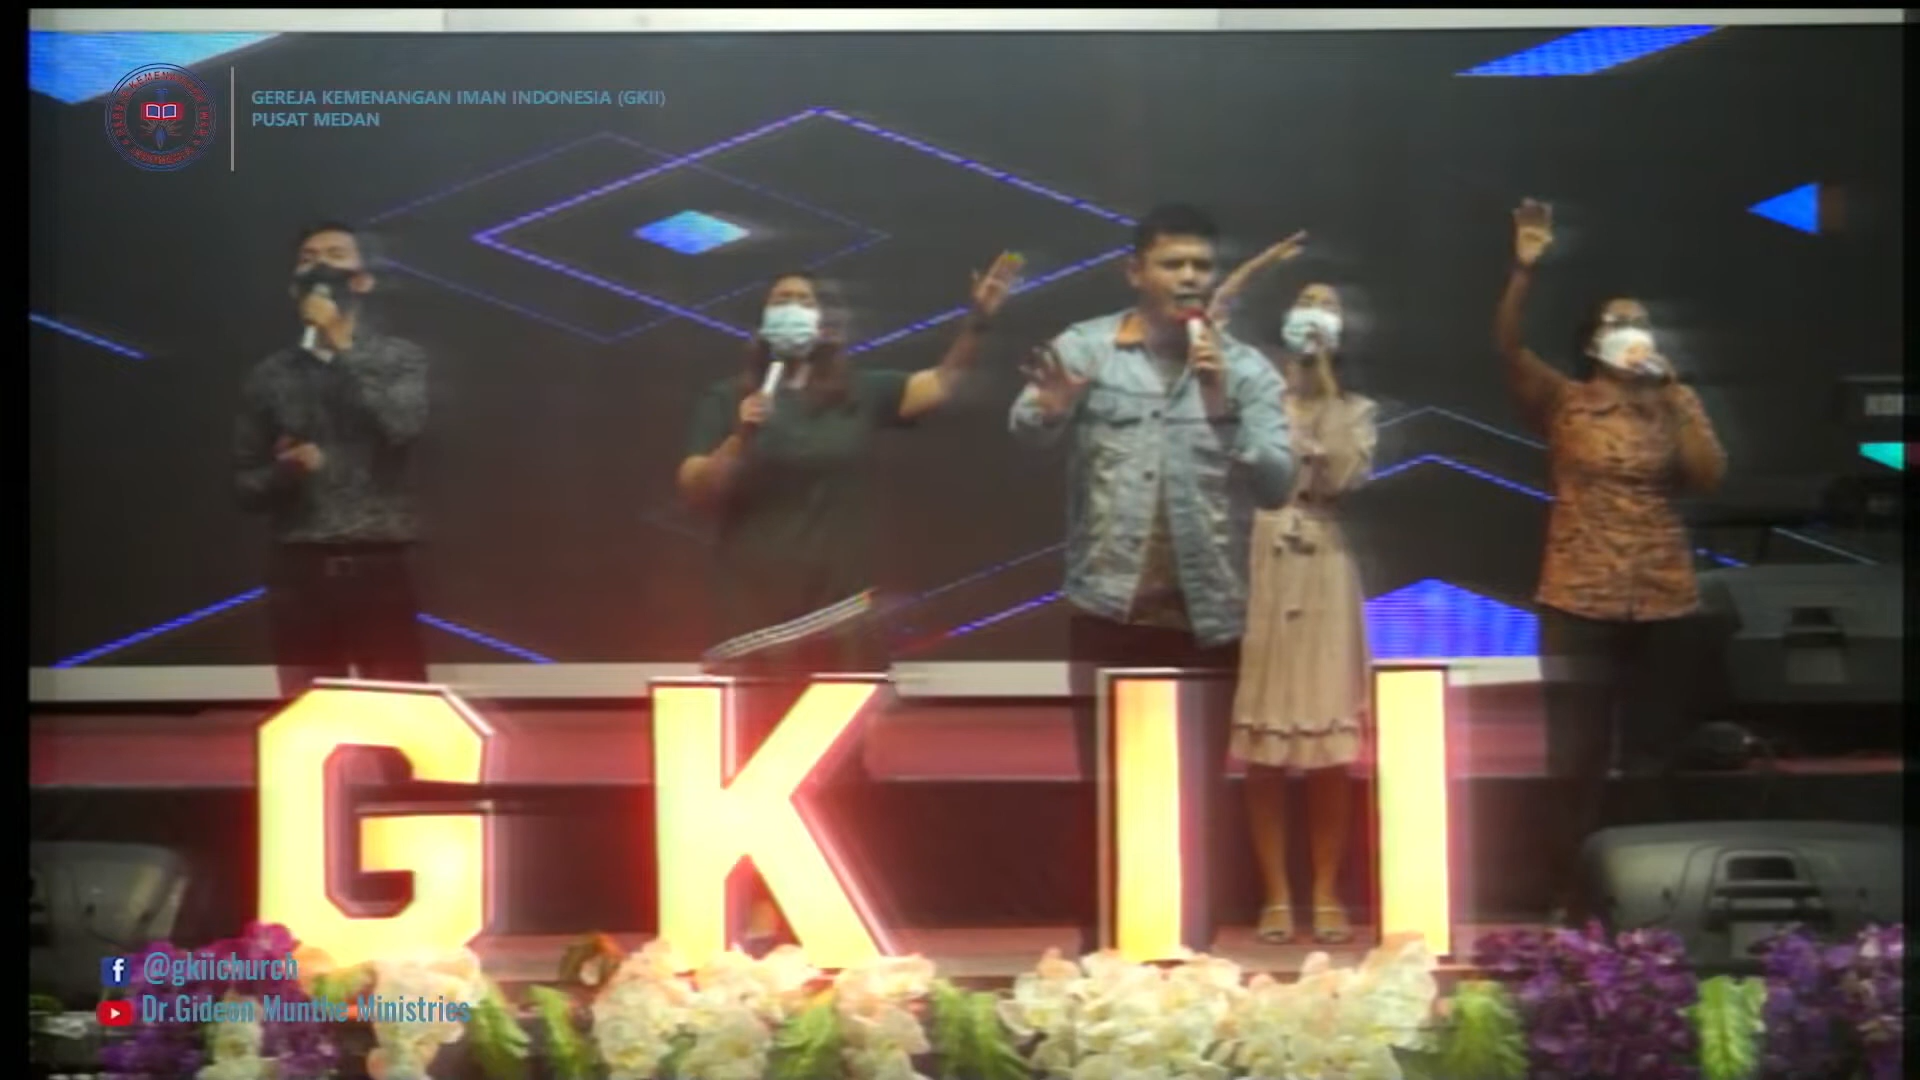 GEREJA KEMENANGAN IMAN INDONESIA (GKII)
PUSAT MEDAN
GKII
@gkiichurch
Dr.Gideon Munthe Ministries